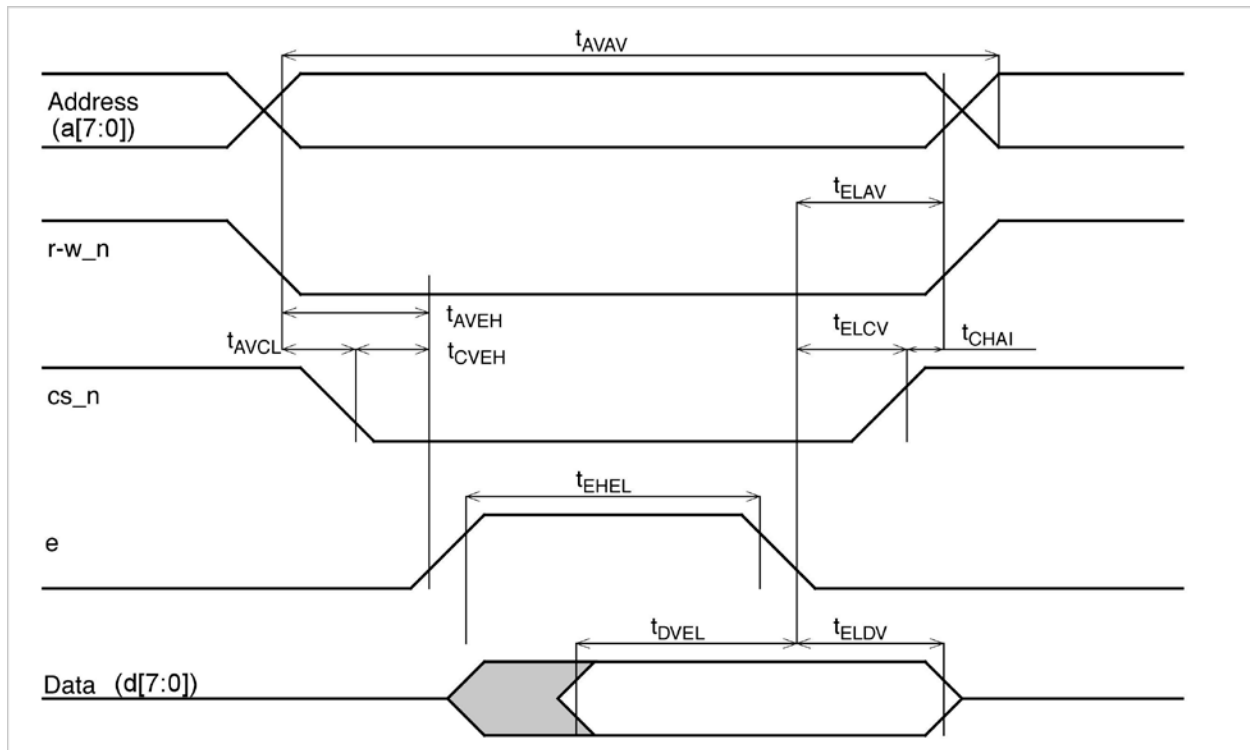 tAVAV
Address
(a[7:0])
tELAV
r-w_n
tAVEH
tELCV
tCHAI
tAVCL
tCVEH
cs_n
tEHEL
e
tDVEL
tELDV
Data (d[7:0])